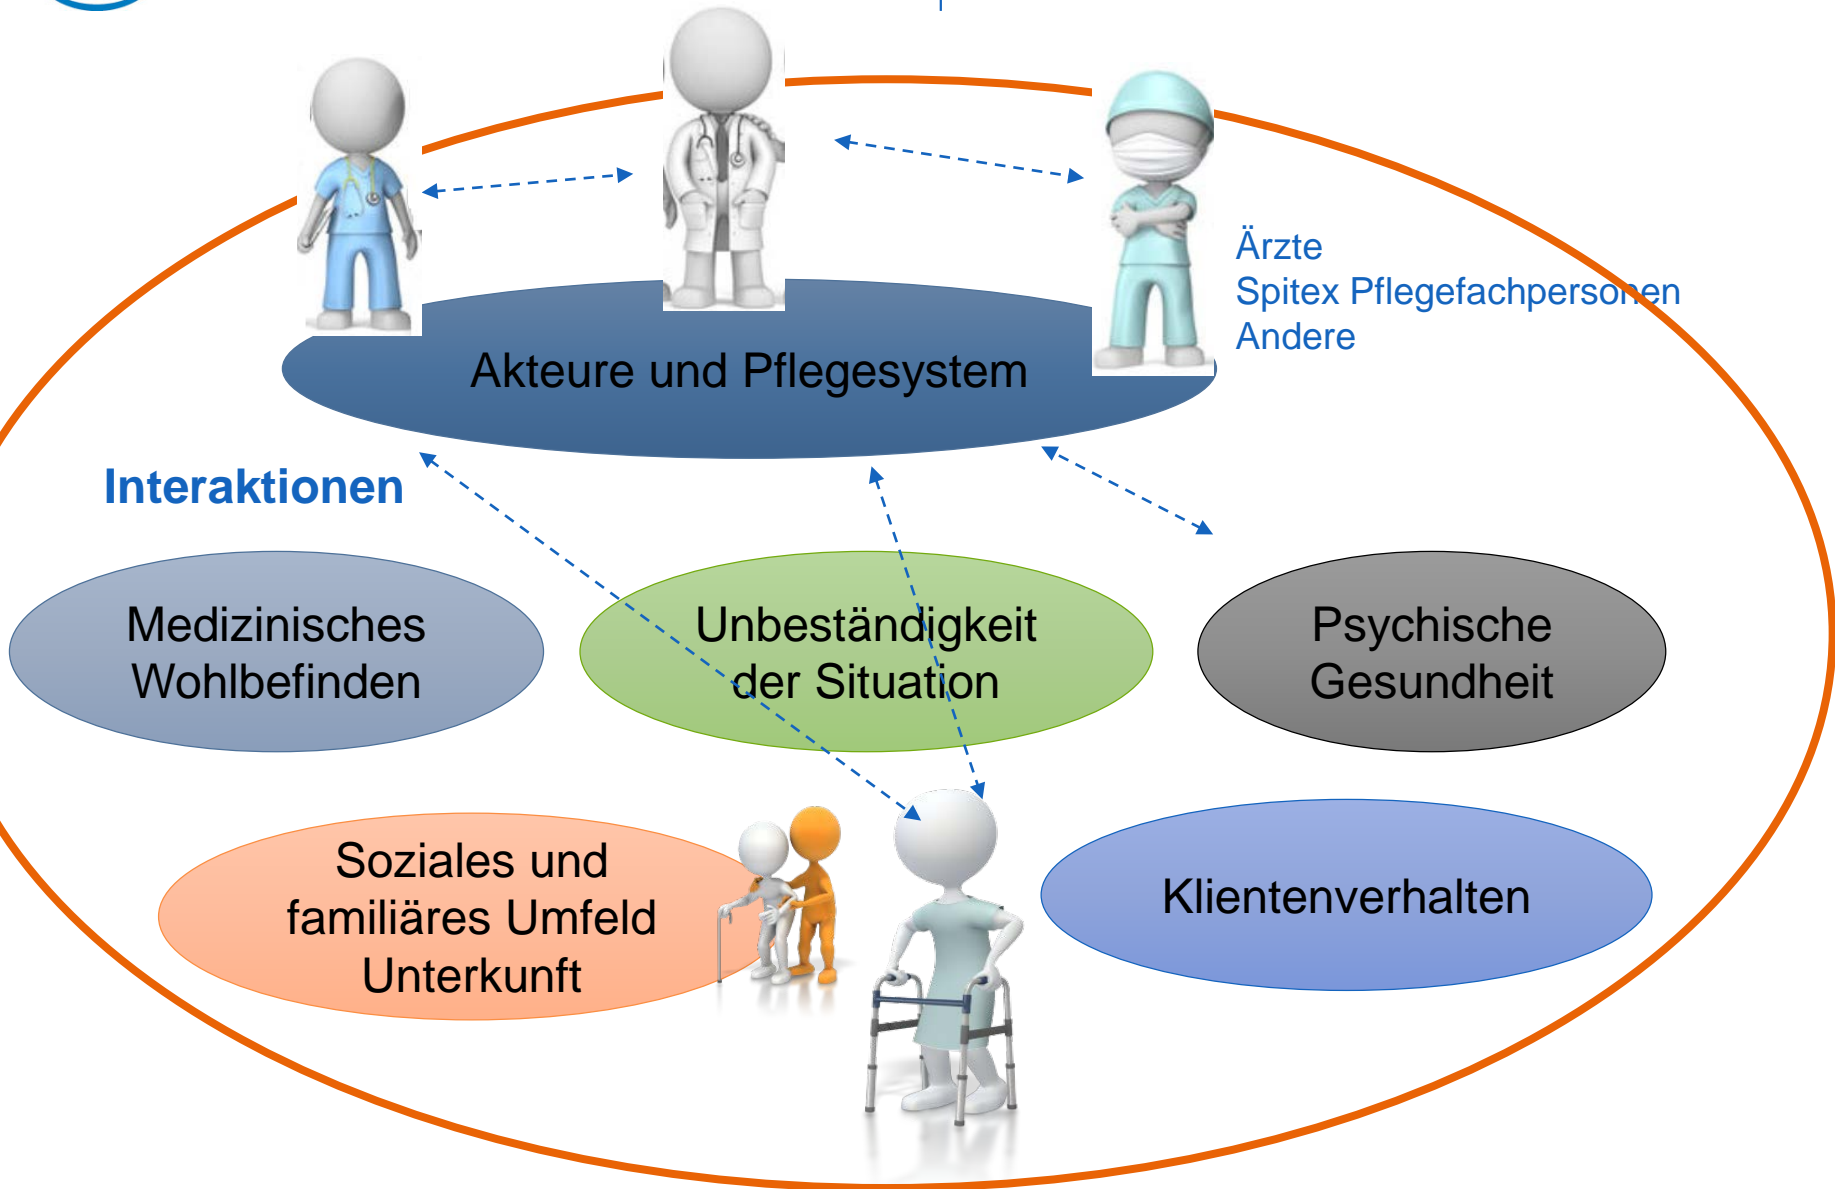 Ärzte
Spitex Pflegefachpersonen
Andere
Akteure und Pflegesystem
Interaktionen
Medizinisches
Wohlbefinden
Unbeständigkeit
der Situation
Psychische
Gesundheit
Soziales und
familiäres Umfeld
Unterkunft
Klientenverhalten